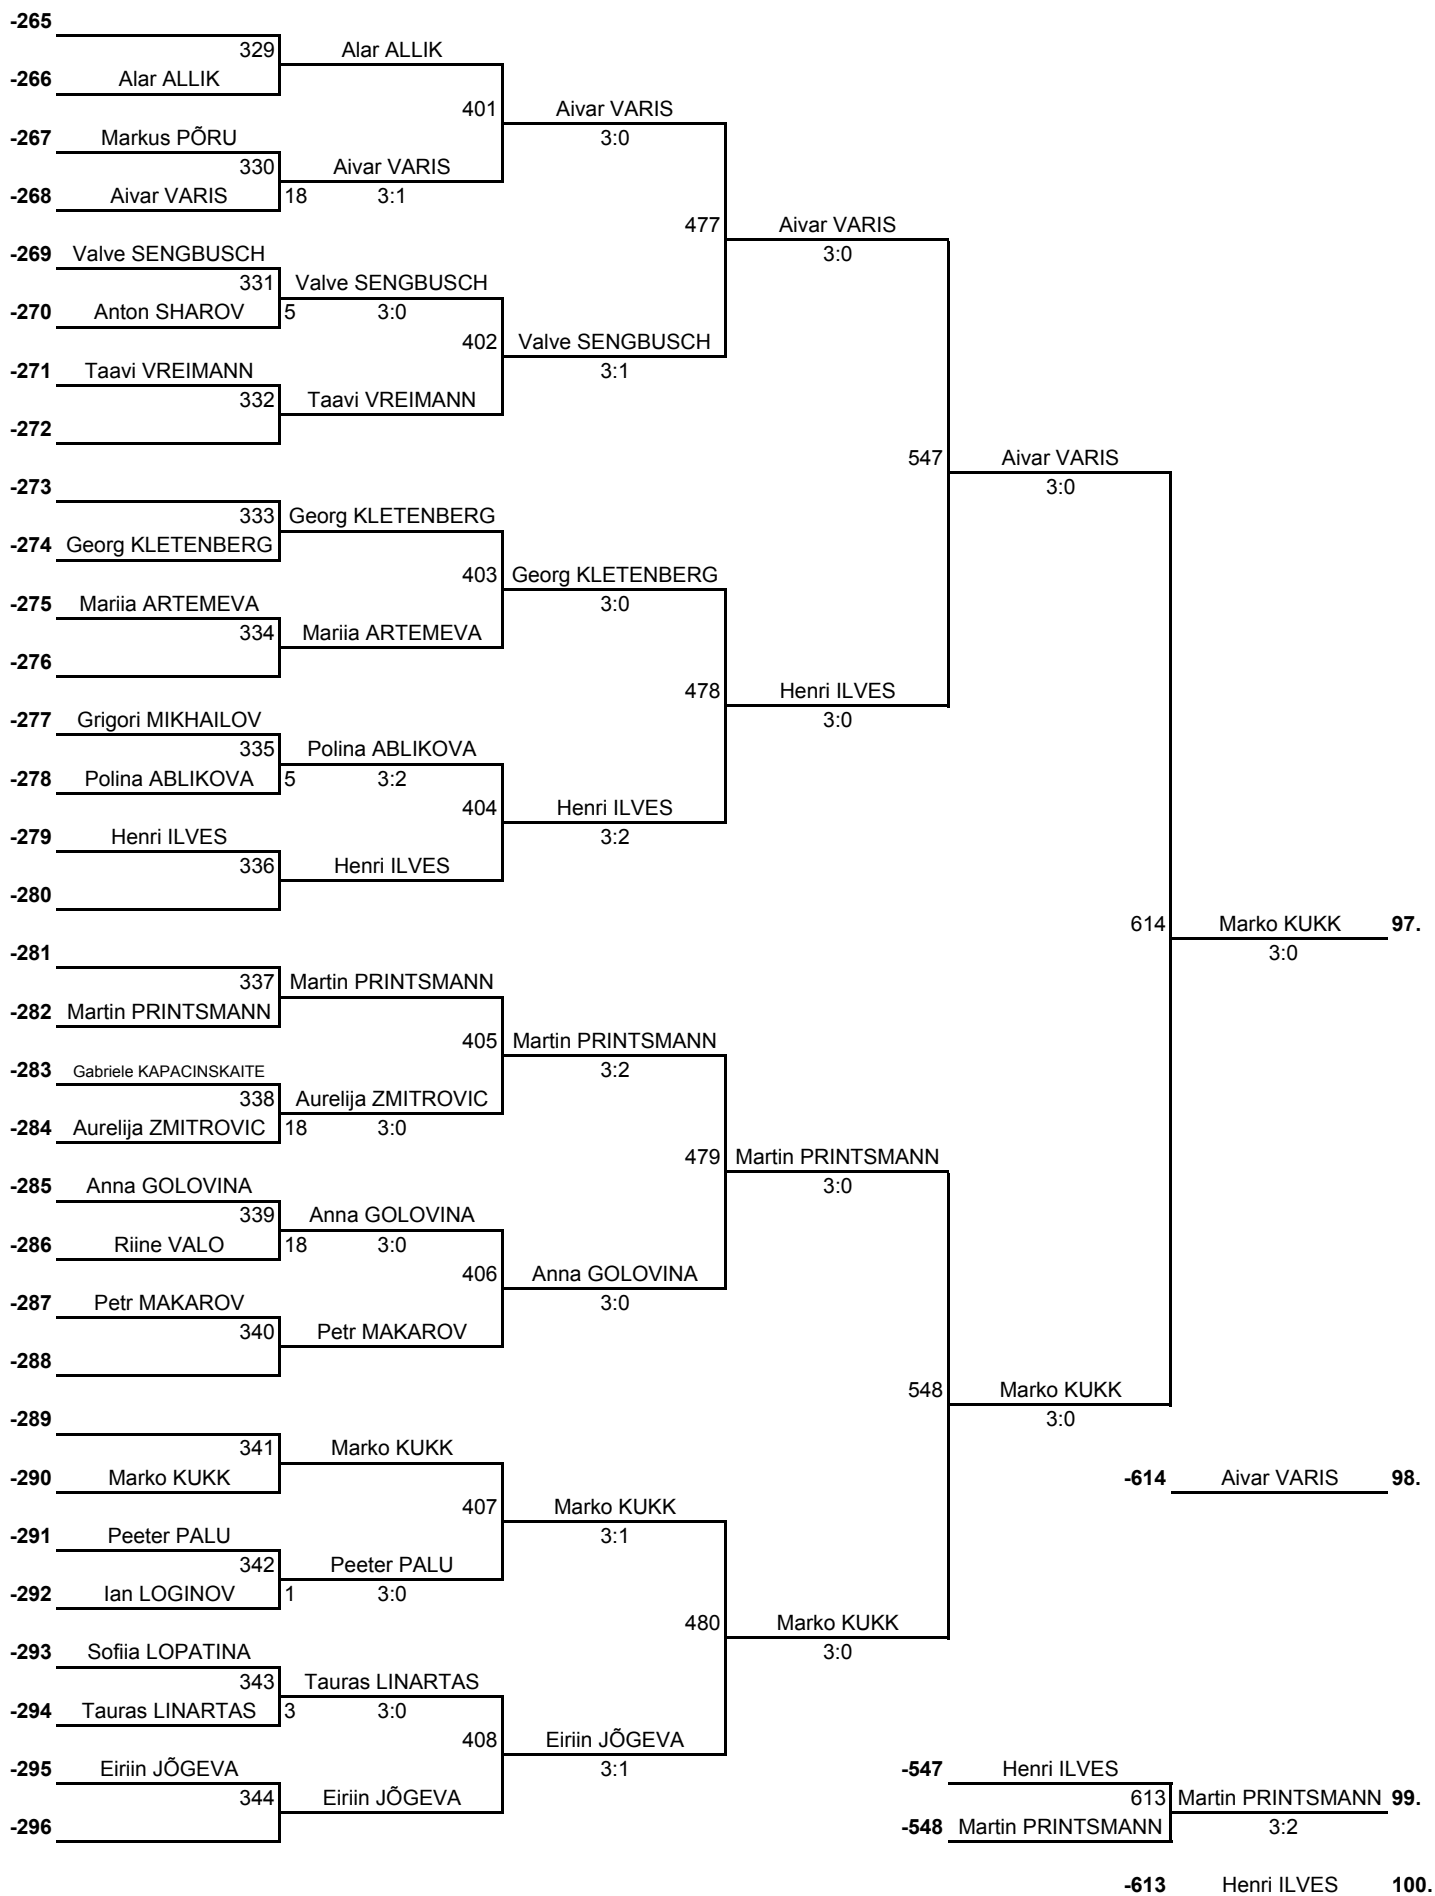 -265
329 Alar ALLIK
-266 Alar ALLIK
401 Aivar VARIS
-267 Markus PÕRU 3:0
330 Aivar VARIS
-268 Aivar VARIS 18 3:1
477 Aivar VARIS
-269 Valve SENGBUSCH 3:0
331 Valve SENGBUSCH
-270 Anton SHAROV 5 3:0
402 Valve SENGBUSCH
-271 Taavi VREIMANN 3:1
332 Taavi VREIMANN
-272
547 Aivar VARIS
-273 3:0
333 Georg KLETENBERG
-274 Georg KLETENBERG
403 Georg KLETENBERG
-275 Mariia ARTEMEVA 3:0
334 Mariia ARTEMEVA
-276
478 Henri ILVES
-277 Grigori MIKHAILOV 3:0
335 Polina ABLIKOVA
-278 Polina ABLIKOVA 5 3:2
404 Henri ILVES
-279 Henri ILVES 3:2
336 Henri ILVES
-280
614 Marko KUKK 97.
-281 3:0
337 Martin PRINTSMANN
-282 Martin PRINTSMANN
405 Martin PRINTSMANN
-283 Gabriele KAPACINSKAITE 3:2
338 Aurelija ZMITROVIC
-284 Aurelija ZMITROVIC 18 3:0
479 Martin PRINTSMANN
-285 Anna GOLOVINA 3:0
339 Anna GOLOVINA
-286 Riine VALO 18 3:0
406 Anna GOLOVINA
-287 Petr MAKAROV 3:0
340 Petr MAKAROV
-288
548 Marko KUKK
-289 3:0
341 Marko KUKK
-290 Marko KUKK -614 Aivar VARIS 98.
407 Marko KUKK
-291 Peeter PALU 3:1
342 Peeter PALU
-292 Ian LOGINOV 1 3:0
480 Marko KUKK
-293 Sofiia LOPATINA 3:0
343 Tauras LINARTAS
-294 Tauras LINARTAS 3 3:0
408 Eiriin JÕGEVA
-295 Eiriin JÕGEVA 3:1 -547 Henri ILVES
344 Eiriin JÕGEVA 613 Martin PRINTSMANN 99.
-296 -548 Martin PRINTSMANN 3:2
-613 Henri ILVES 100.